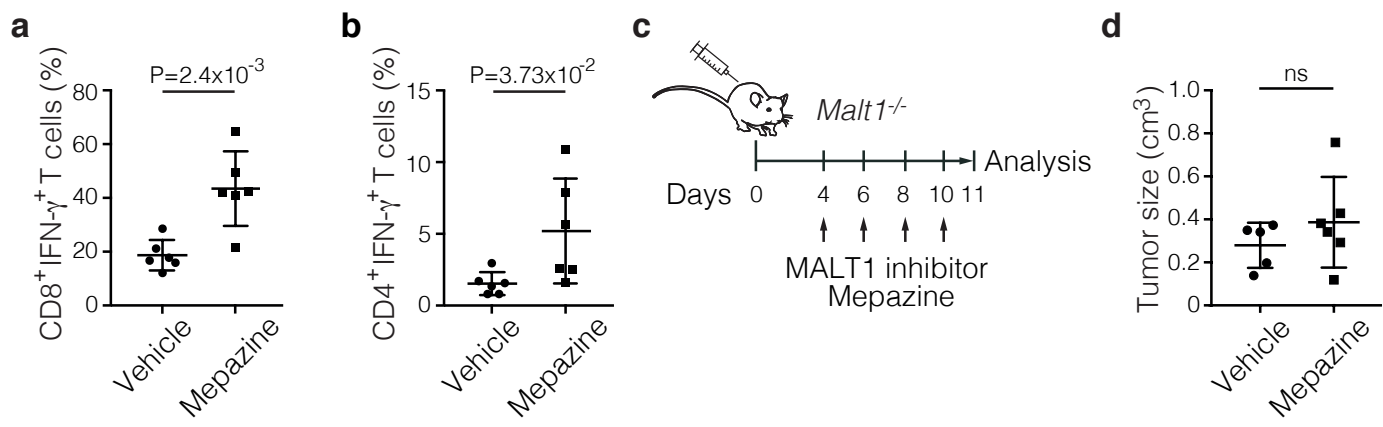 a
CD8+IFN-γ+ T cells (%)
P=2.4x10-3
80
60
40
20
0
Vehicle
Mepazine
b
CD4+IFN-γ+ T cells (%)
P=3.73x10-2
15
10
5
0
Vehicle
Mepazine
c
Malt1-/-
Analysis
Days 0 4 6 8 10 11
MALT1 inhibitor
Mepazine
d
Tumor size (cm3)
ns
1.0
0.8
0.6
0.4
0.2
0
Vehicle
Mepazine